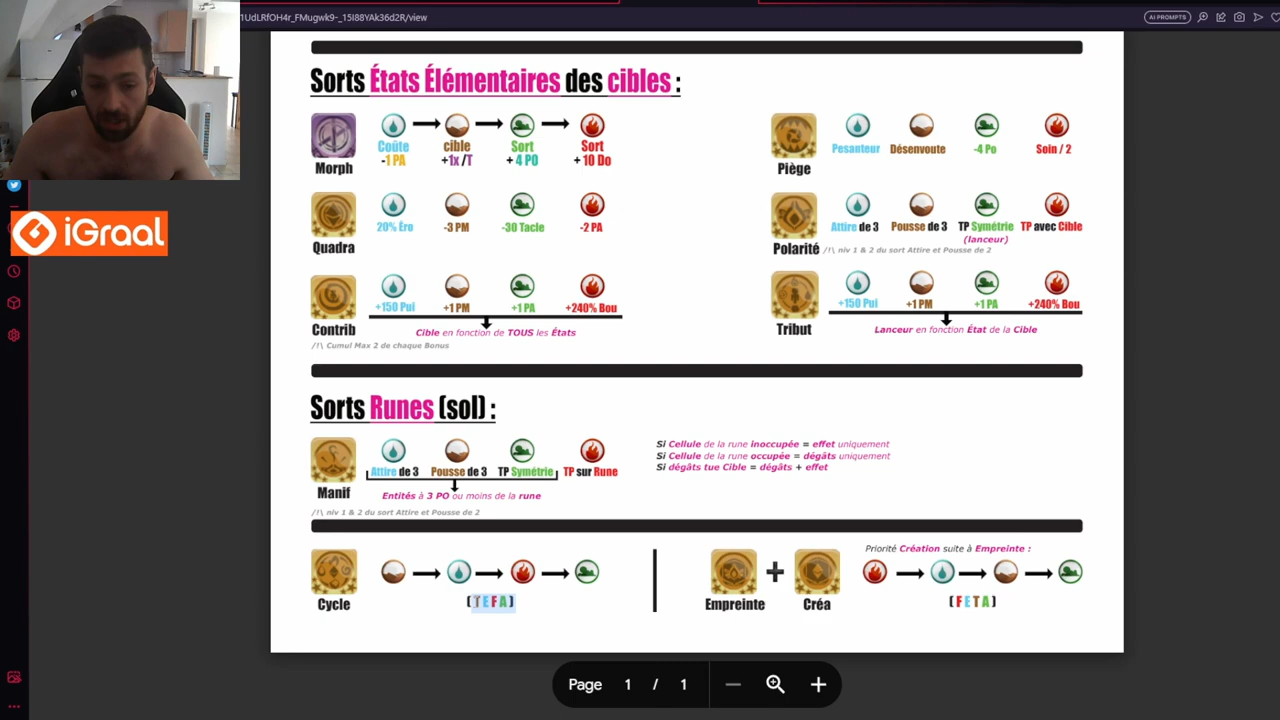 1UdLRfOH4r_FMugwk9-_15I88YAk36d2R/view
AI PROMPTS
iGraal
Sorts États Élémentaires des cibles :
Morph
Coûte -1 PA
cible +1x /T
Sort + 4 PO
Sort + 10 Do
Piège
Pesanteur
Désenvoute
-4 Po
Soin / 2
Quadra
20% Éro
-3 PM
-30 Tacle
-2 PA
Polarité
Attire de 3
Pousse de 3
TP Symétrie (lanceur)
TP avec Cible
/!\ niv 1 & 2 du sort Attire et Pousse de 2
Contrib
+150 Pui
+1 PM
+1 PA
+240% Bou
Cible en fonction de TOUS les États
/!\ Cumul Max 2 de chaque Bonus
Tribut
+150 Pui
+1 PM
+1 PA
+240% Bou
Lanceur en fonction État de la Cible
Sorts Runes (sol) :
Manif
Attire de 3
Pousse de 3
TP Symétrie
TP sur Rune
Entités à 3 PO ou moins de la rune
/!\ niv 1 & 2 du sort Attire et Pousse de 2
Si Cellule de la rune inoccupée = effet uniquement
Si Cellule de la rune occupée = dégâts uniquement
Si dégâts tue Cible = dégâts + effet
Cycle
(TEFA)
Empreinte
+
Créa
Priorité Création suite à Empreinte :
(FETA)
Page 1 / 1